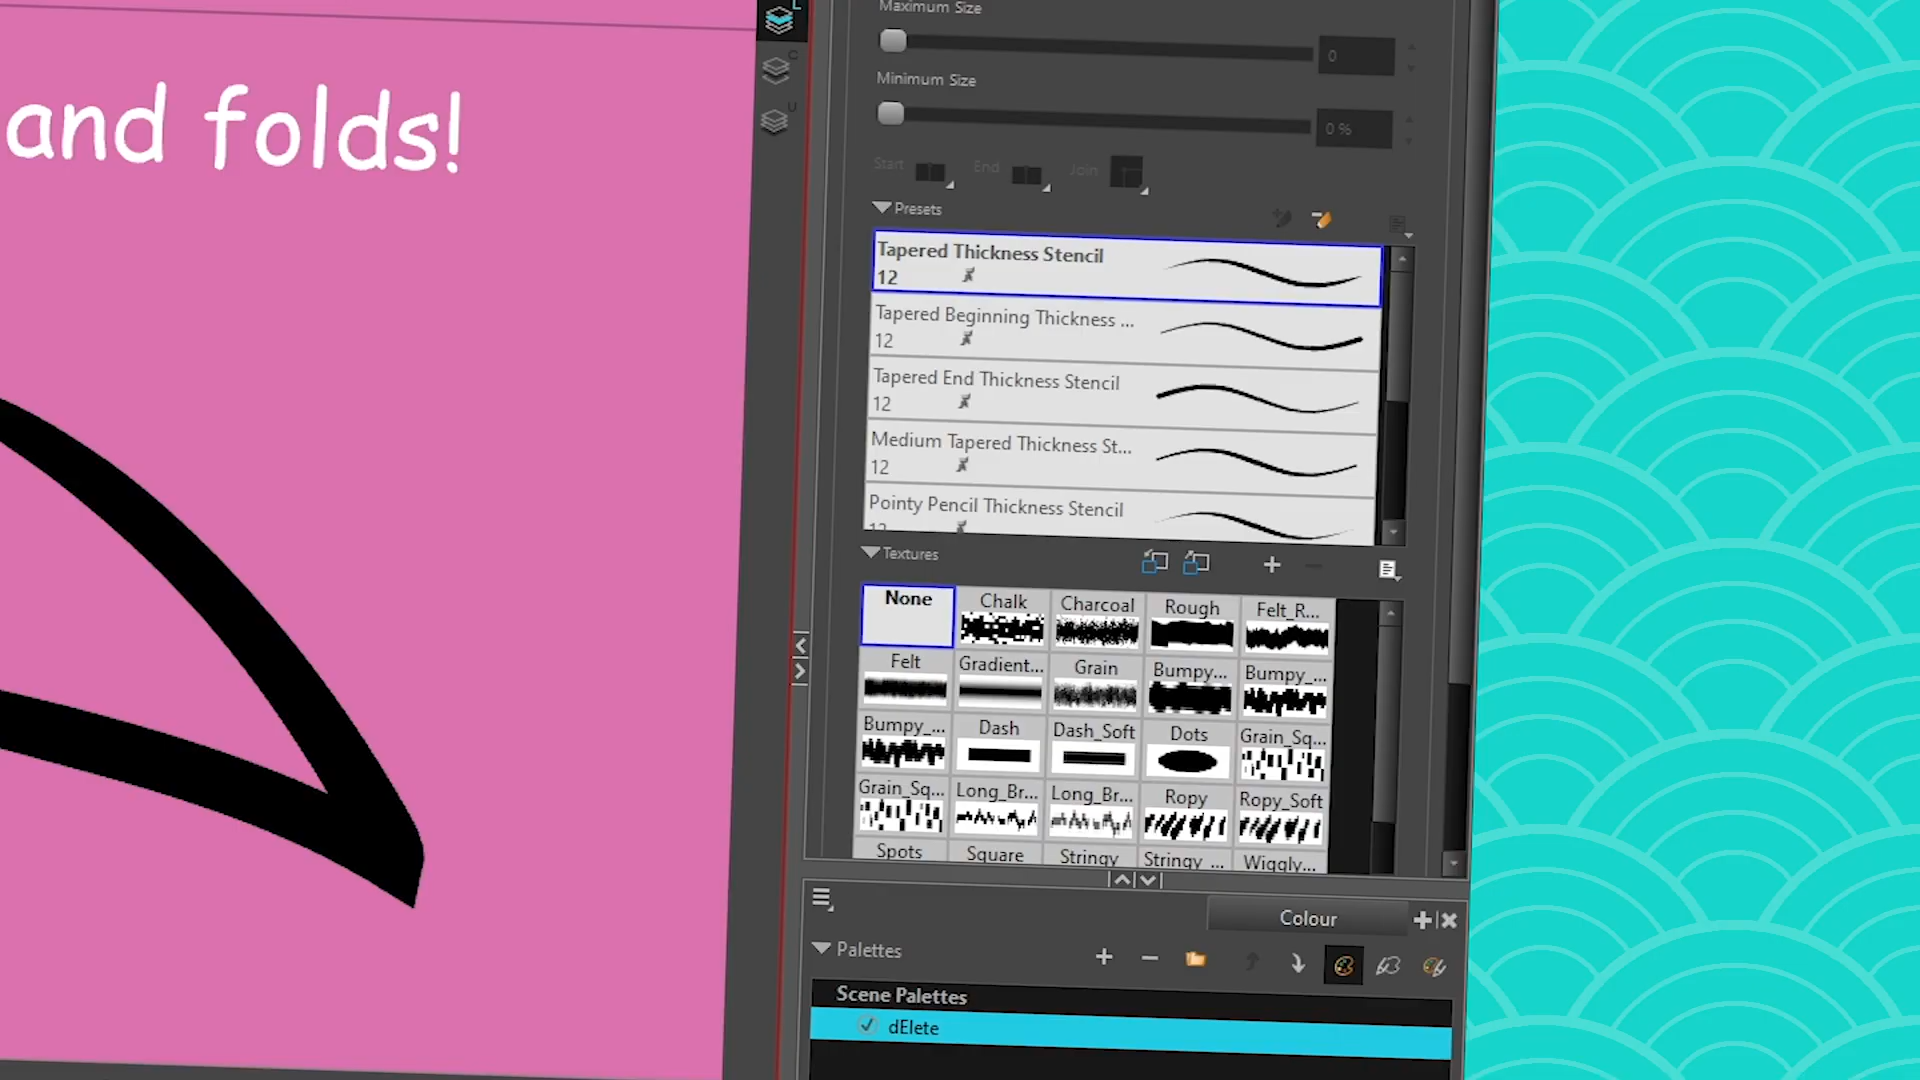 and folds!
L
C
U
Maximum Size
0
Minimum Size
0 %
Start End Join
Presets
Tapered Thickness Stencil
12
Tapered Beginning Thickness ...
12
Tapered End Thickness Stencil
12
Medium Tapered Thickness St...
12
Pointy Pencil Thickness Stencil
12
Textures
None Chalk Charcoal Rough Felt_R...
Felt Gradient... Grain Bumpy... Bumpy_...
Bumpy_... Dash Dash_Soft Dots Grain_Sq...
Grain_Sq... Long_Br... Long_Br... Ropy Ropy_Soft
Spots Square Stringy Stringy_... Wiggly...
Colour
Palettes
Scene Palettes
dElete